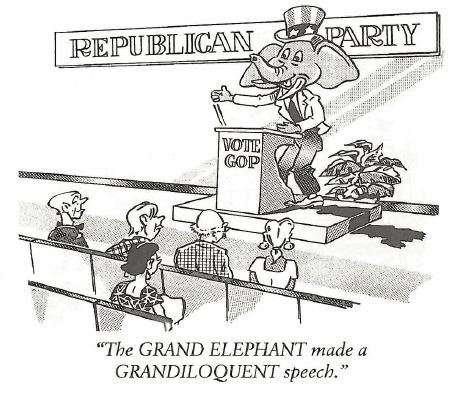 REPUBLICAN PARTY
VOTE
GOP
"The GRAND ELEPHANT made a
GRANDILOQUENT speech."